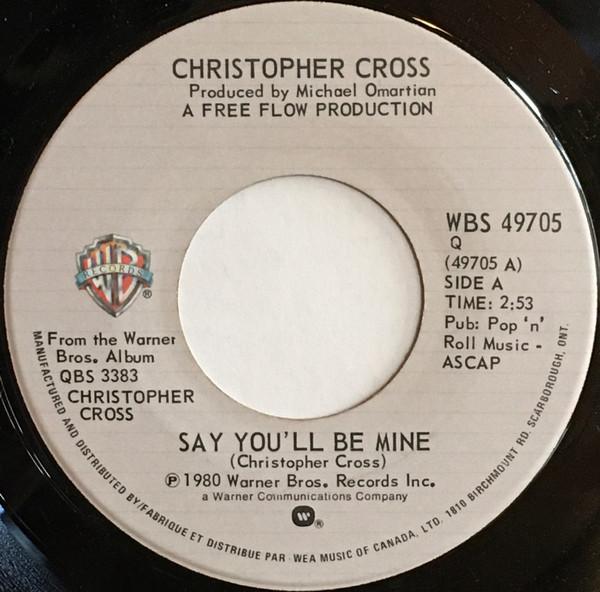 CHRISTOPHER CROSS
Produced by Michael Omartian
A FREE FLOW PRODUCTION
WB
RECORDS
®
WBS 49705
Q
(49705 A)
SIDE A
TIME: 2:53
Pub: Pop 'n'
Roll Music -
ASCAP
From the Warner
Bros. Album
QBS 3383
CHRISTOPHER
CROSS
SAY YOU'LL BE MINE
(Christopher Cross)
℗ 1980 Warner Bros. Records Inc.
a Warner Communications Company
®
MANUFACTURED AND DISTRIBUTED BY/FABRIQUE ET DISTRIBUE PAR · WEA MUSIC OF CANADA, LTD. 1810 BIRCHMOUNT RD. SCARBOROUGH, ONT.